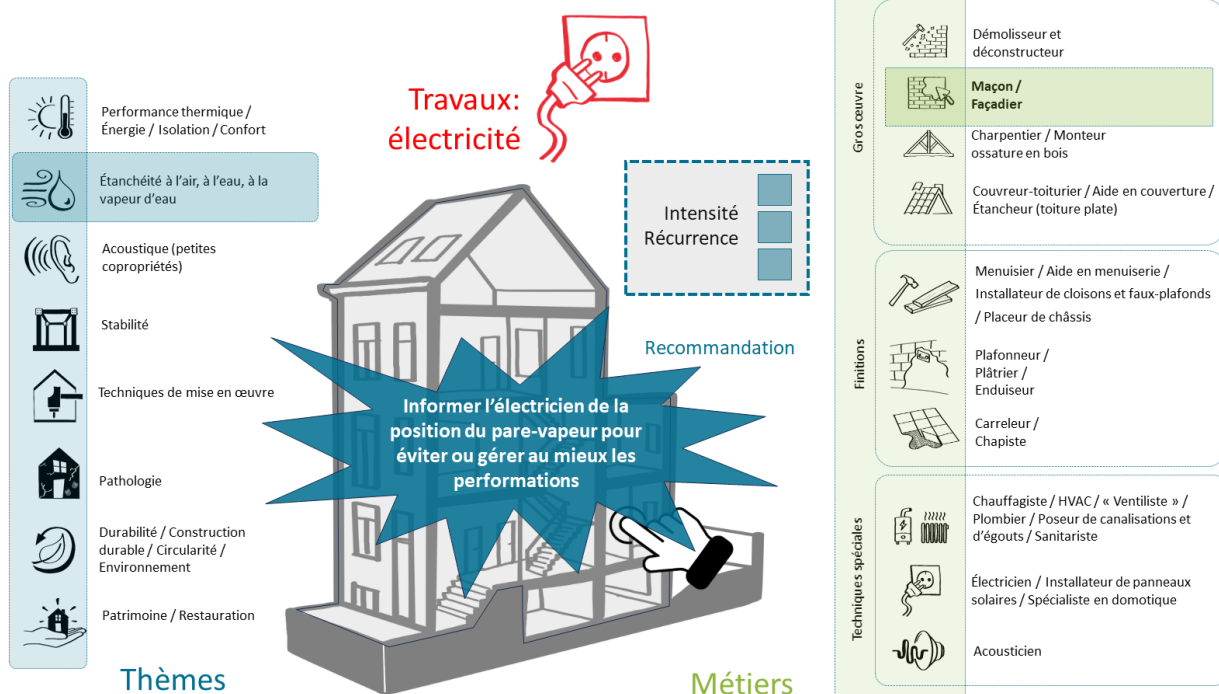 Performance thermique /
Énergie / Isolation / Confort
Étanchéité à l’air, à l’eau, à la
vapeur d’eau
Acoustique (petites
copropriétés)
Stabilité
Techniques de mise en œuvre
Pathologie
Durabilité / Construction
durable / Circularité /
Environnement
Patrimoine / Restauration
Thèmes
Travaux:
électricité
Intensité
Récurrence
Recommandation
Informer l’électricien de la
position du pare-vapeur pour
éviter ou gérer au mieux les
performations
Métiers
Gros œuvre
Démolisseur et
déconstructeur
Maçon /
Façadier
Charpentier / Monteur
ossature en bois
Couvreur-toiturier / Aide en couverture /
Étancheur (toiture plate)
Finitions
Menuisier / Aide en menuiserie /
Installateur de cloisons et faux-plafonds
/ Placeur de châssis
Plafonneur /
Plâtrier /
Enduiseur
Carreleur /
Chapiste
Techniques spéciales
Chauffagiste / HVAC / « Ventiliste » /
Plombier / Poseur de canalisations et
d’égouts / Sanitariste
Électricien / Installateur de panneaux
solaires / Spécialiste en domotique
Acousticien